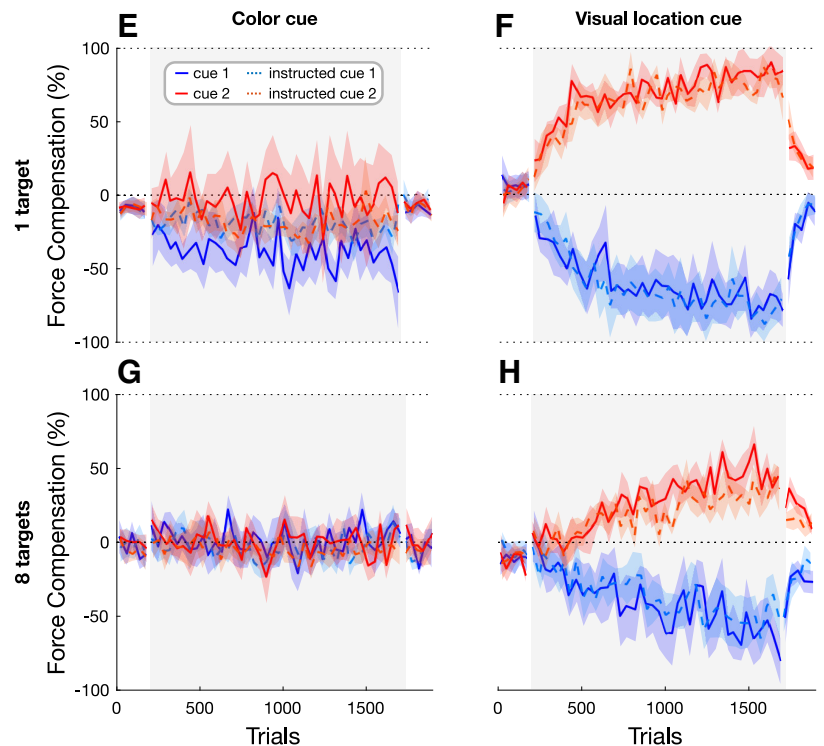 E
Color cue
F
Visual location cue
cue 1
instructed cue 1
cue 2
instructed cue 2
1 target
Force Compensation (%)
100
50
0
-50
-100
G
H
8 targets
Force Compensation (%)
100
50
0
-50
-100
0
500
1000
1500
Trials
0
500
1000
1500
Trials